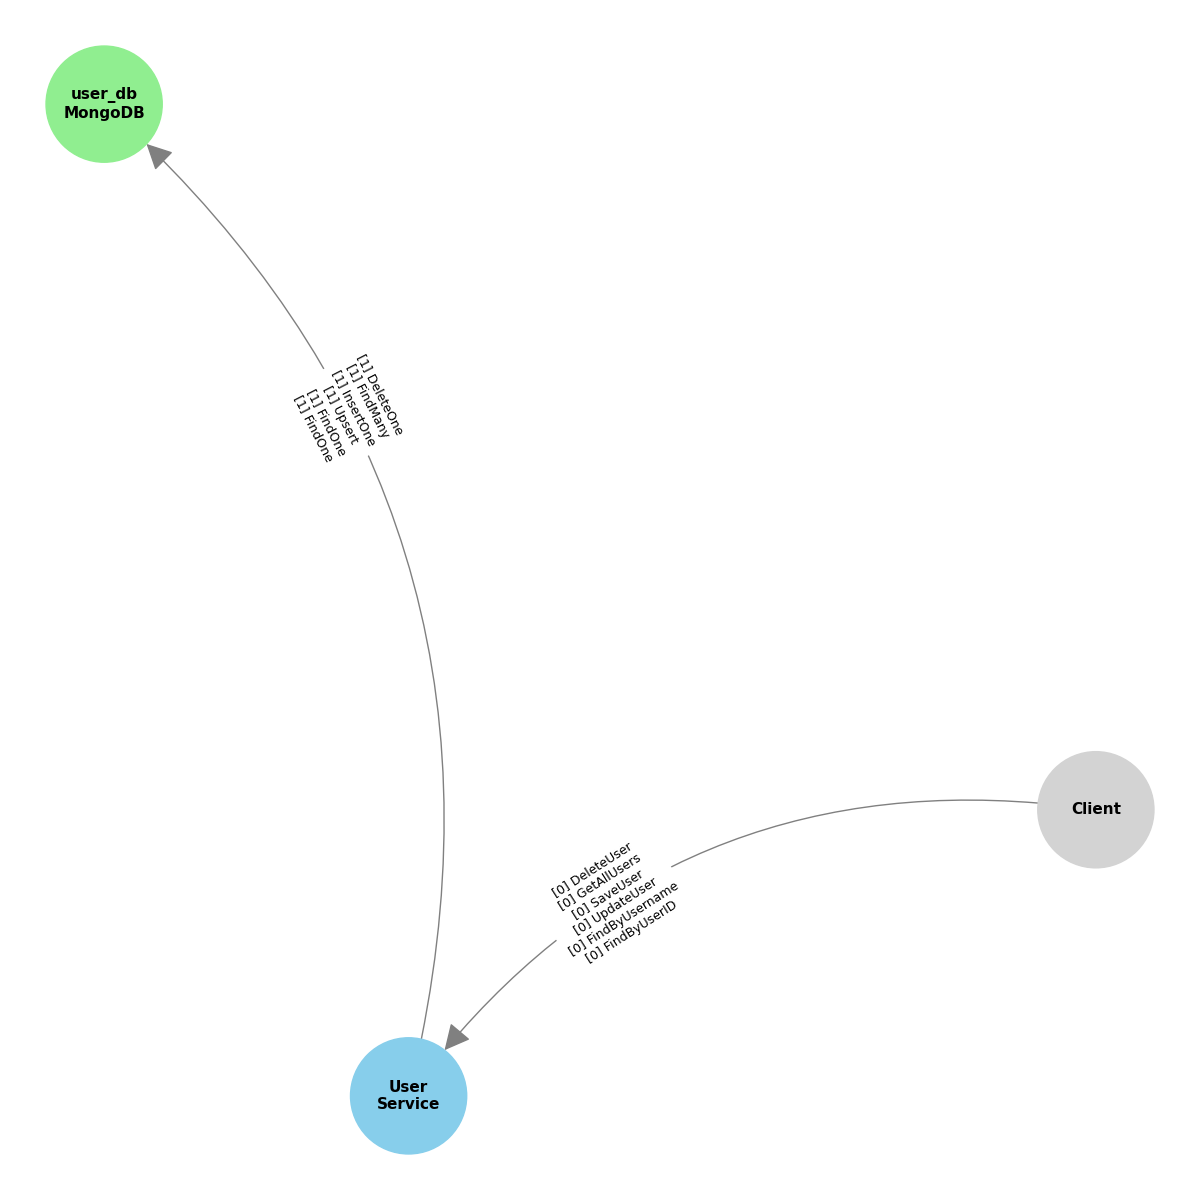 user_db
MongoDB
[1] DeleteOne
[1] FindMany
[1] InsertOne
[1] Upsert
[1] FindOne
[1] FindOne
Client
[0] DeleteUser
[0] GetAllUsers
[0] SaveUser
[0] UpdateUser
[0] FindByUsername
[0] FindByUserID
User
Service